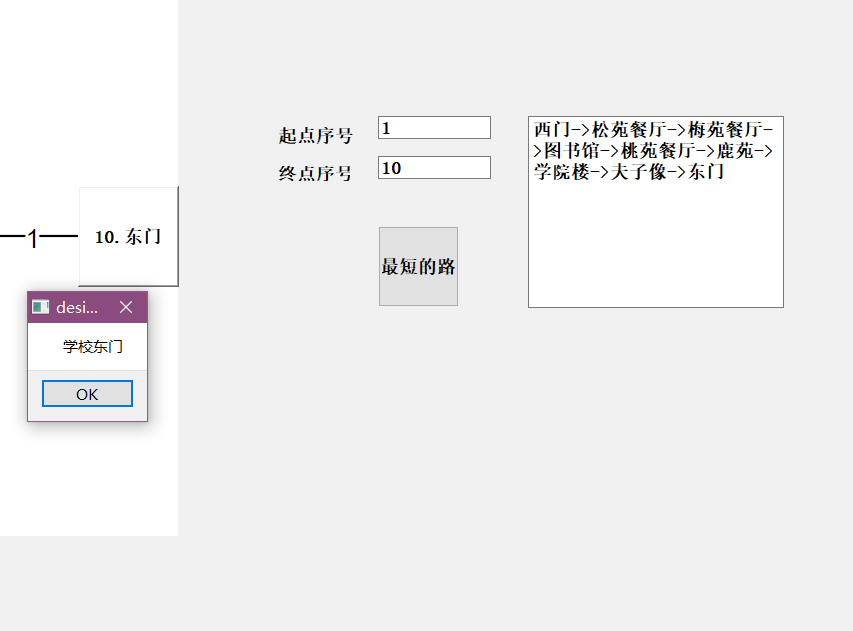 起点序号
1
终点序号
10
最短的路
西门->松苑餐厅->梅苑餐厅-
>图书馆->桃苑餐厅->鹿苑->
学院楼->夫子像->东门
1
10. 东门
desi...
学校东门
OK